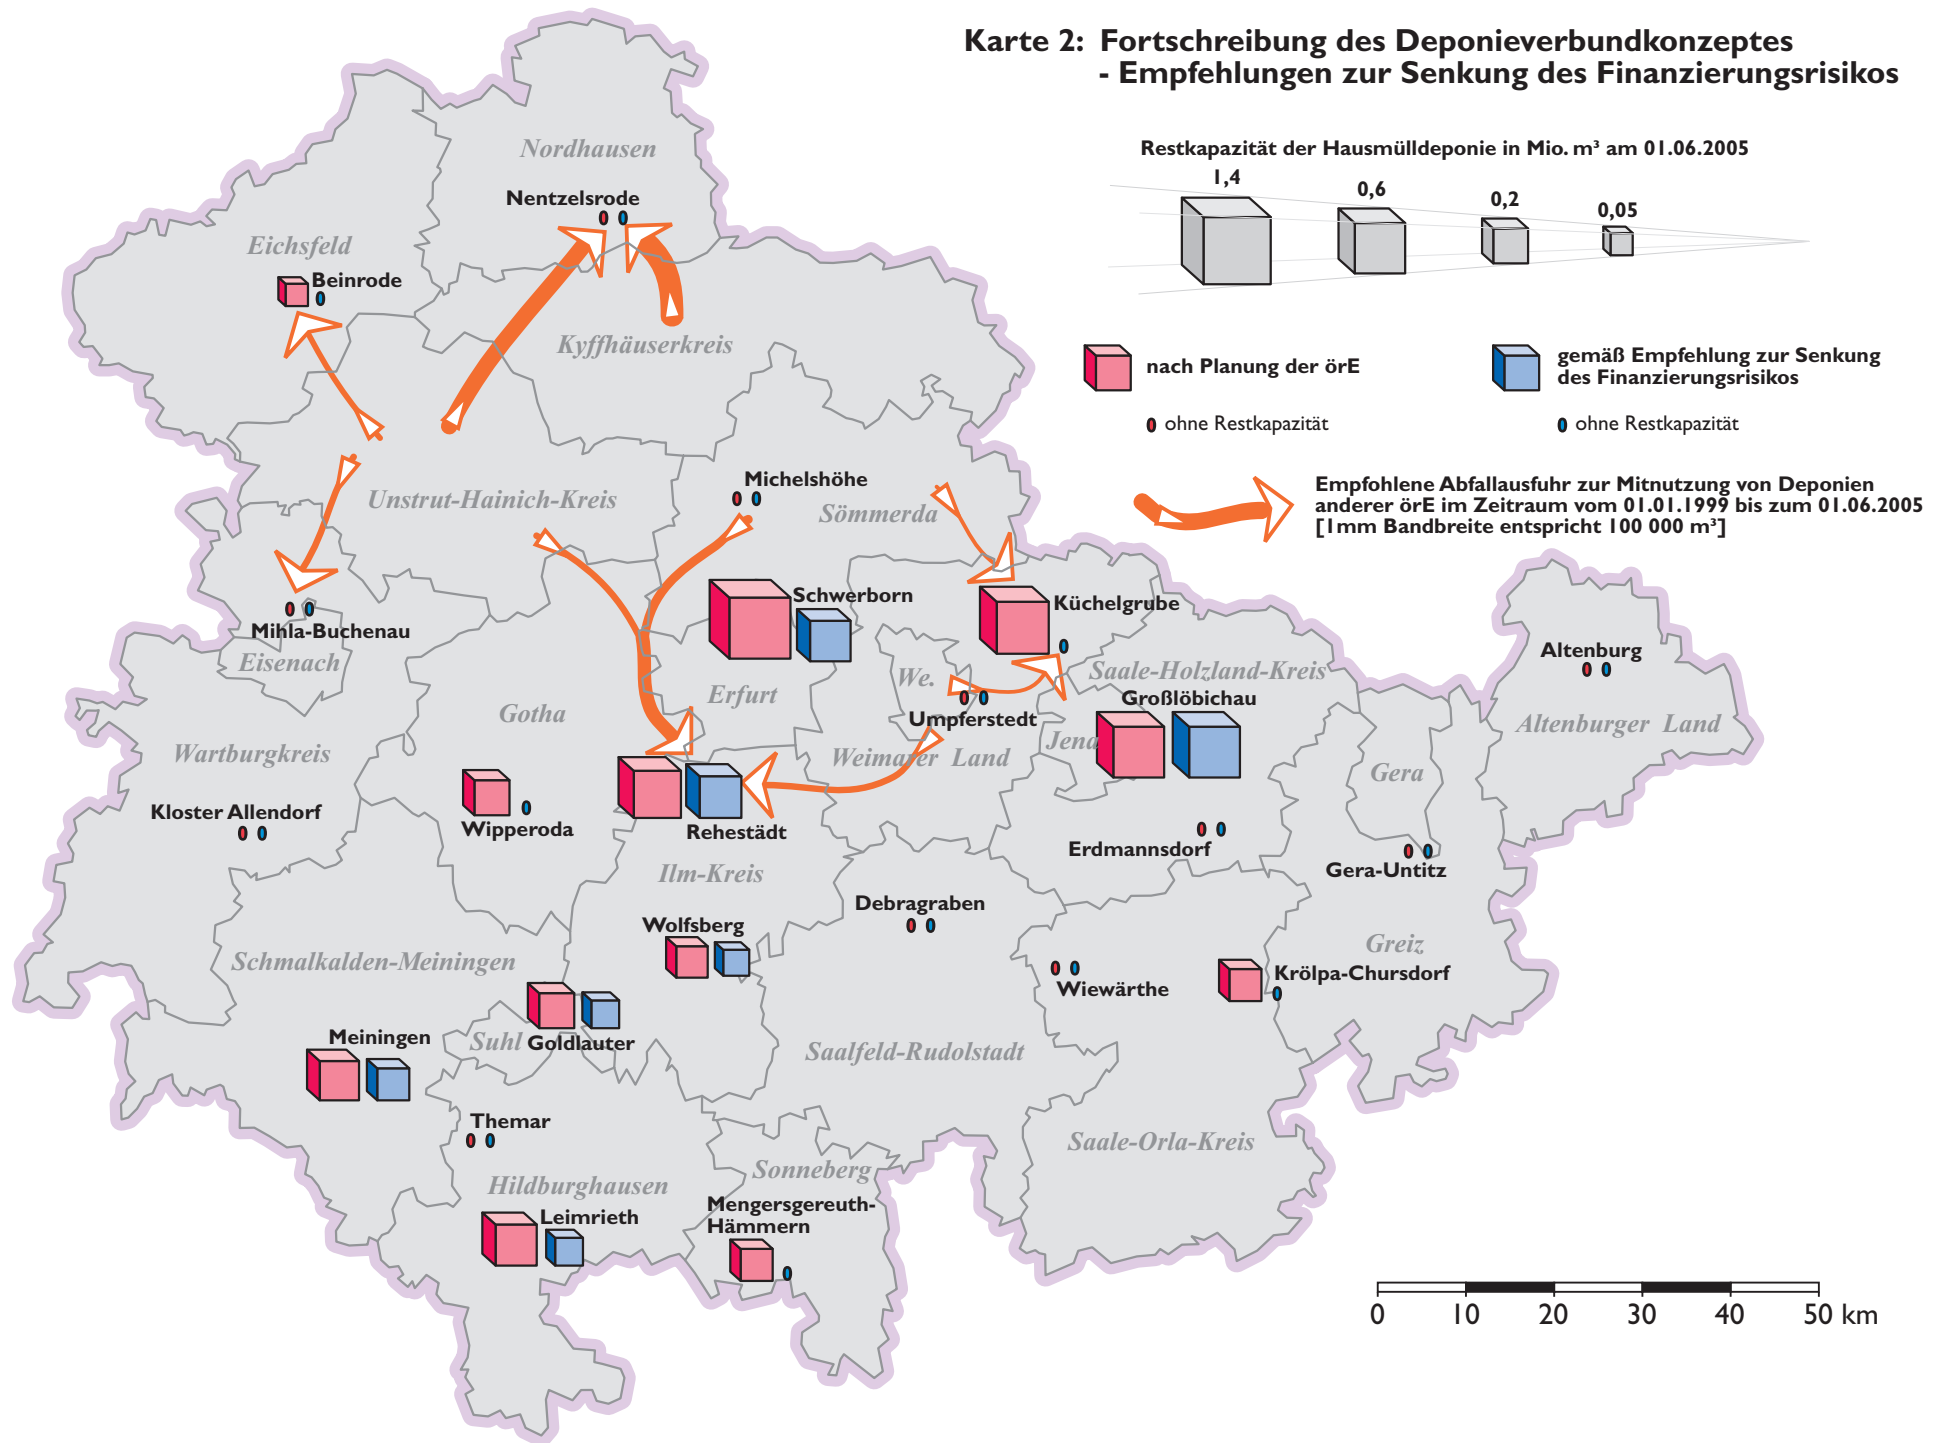 Karte 2: Fortschreibung des Deponieverbundkonzeptes
- Empfehlungen zur Senkung des Finanzierungsrisikos
Restkapazität der Hausmülldeponie in Mio. m³ am 01.06.2005
1,4
0,6
0,2
0,05
nach Planung der örE
gemäß Empfehlung zur Senkung
des Finanzierungsrisikos
ohne Restkapazität
ohne Restkapazität
Empfohlene Abfallausfuhr zur Mitnutzung von Deponien
anderer örE im Zeitraum vom 01.01.1999 bis zum 01.06.2005
[1mm Bandbreite entspricht 100 000 m³]
Nordhausen
Nentzelsrode
Eichsfeld
Beinrode
Kyffhäuserkreis
Unstrut-Hainich-Kreis
Michelshöhe
Sömmerda
Schwerborn
Küchelgrube
Mihla-Buchenau
Eisenach
Altenburg
We.
Saale-Holzland-Kreis
Erfurt
Großlöbichau
Gotha
Umpferstedt
Altenburger Land
Wartburgkreis
Weimarer Land
Jena
Gera
Kloster Allendorf
Wipperoda
Rehestädt
Erdmannsdorf
Gera-Untitz
Ilm-Kreis
Debragraben
Wolfsberg
Greiz
Schmalkalden-Meiningen
Krölpa-Chursdorf
Wiewärthe
Meiningen
Suhl
Goldlauter
Saalfeld-Rudolstadt
Themar
Saale-Orla-Kreis
Sonneberg
Hildburghausen
Mengersgereuth-
Hämmern
Leimrieth
0 10 20 30 40 50 km